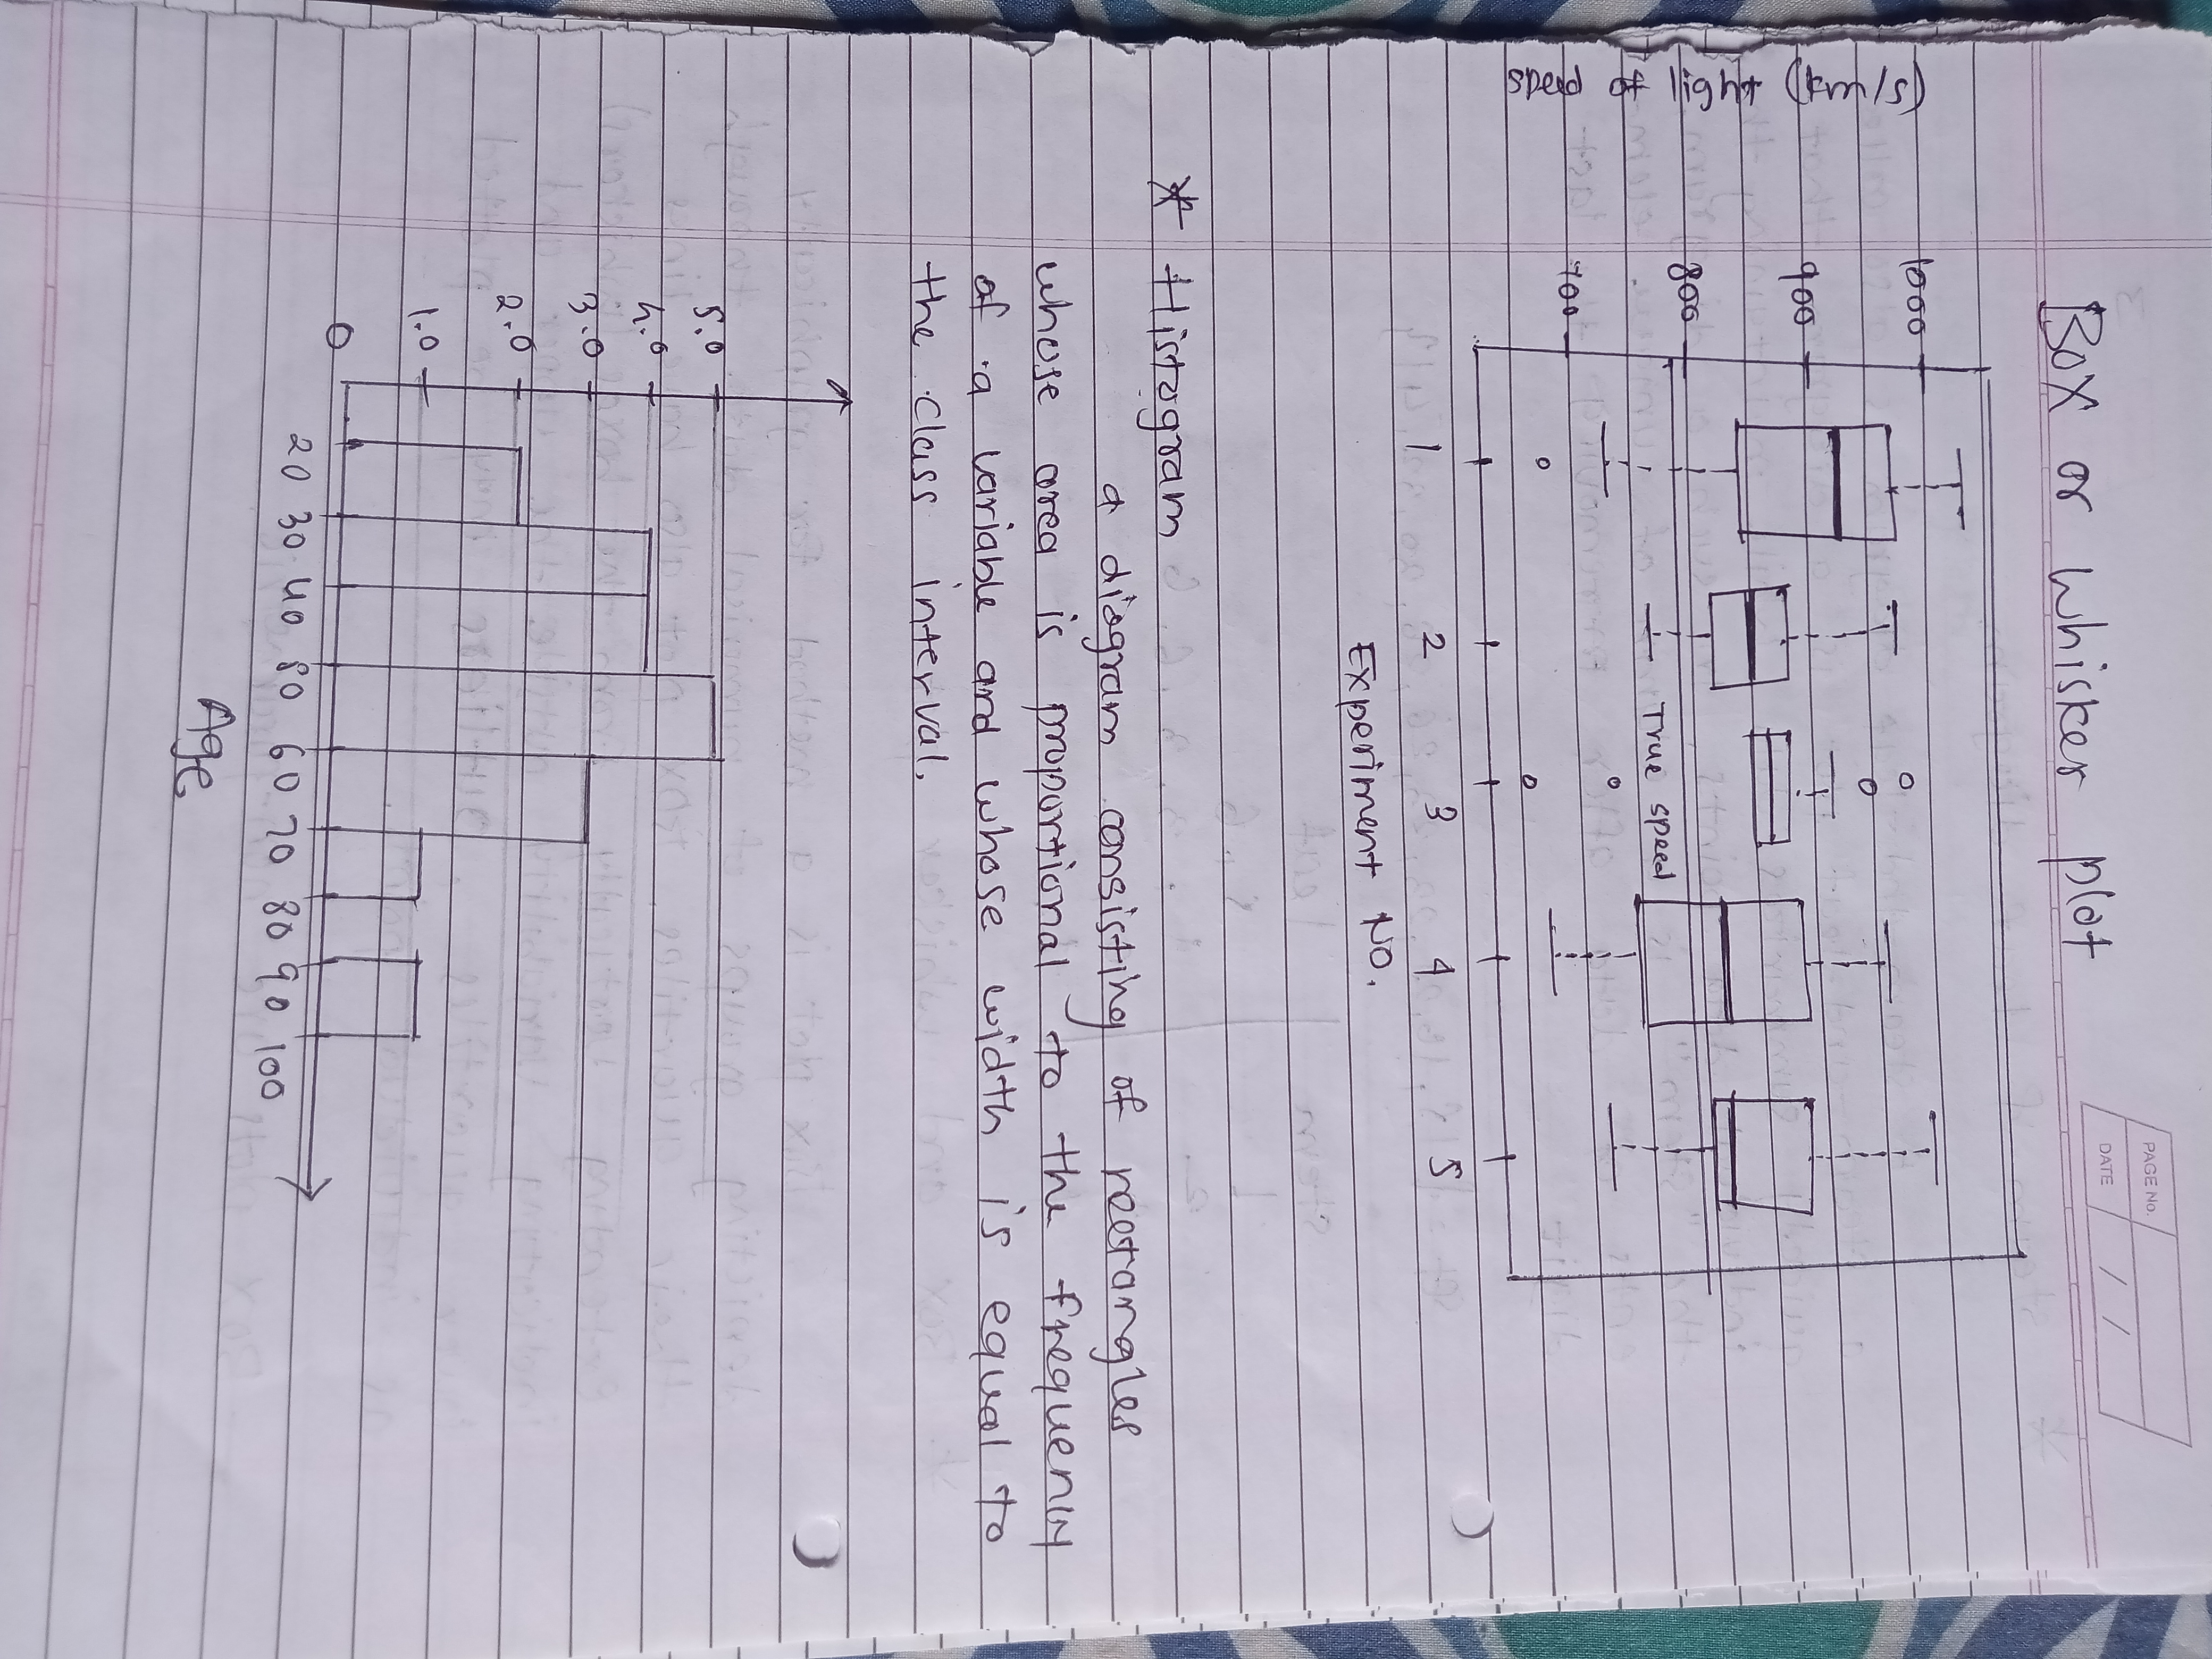 PAGE No.
DATE / /
Box or whisker plot
speed of light (km/s)
1000
900
800
700
True speed
1 2 3 4 5
Experiment NO.
* Histogram
a diagram consisting of rectangles
whose area is proportional to the frequency
of a variable and whose width is equal to
the class interval.
5.0
4.0
3.0
2.0
1.0
0
20 30 40 50 60 70 80 90 100
Age